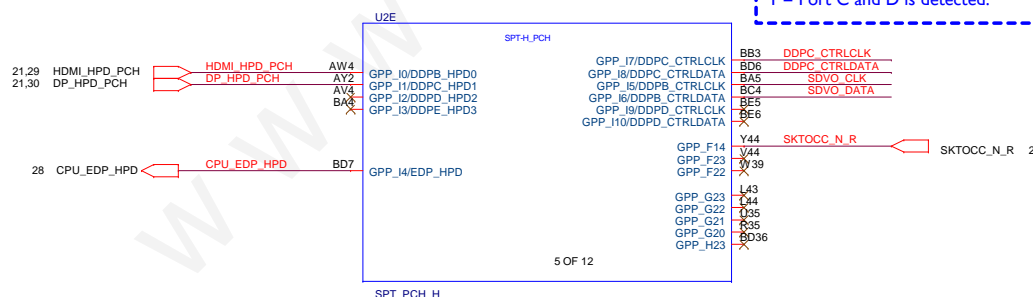 1 = Port C and D is detected.
U2E
SPT-H_PCH
21,29 HDMI_HPD_PCH HDMI_HPD_PCH AW4 GPP_I0/DDPB_HPD0
21,30 DP_HPD_PCH DP_HPD_PCH AY2 GPP_I1/DDPC_HPD1
AV4 GPP_I2/DDPD_HPD2
BA4 GPP_I3/DDPE_HPD3
28 CPU_EDP_HPD CPU_EDP_HPD BD7 GPP_I4/EDP_HPD
GPP_I7/DDPC_CTRLCLK BB3 DDPC_CTRLCLK
GPP_I8/DDPC_CTRLDATA BD6 DDPC_CTRLDATA
GPP_I5/DDPB_CTRLCLK BA5 SDVO_CLK
GPP_I6/DDPB_CTRLDATA BC4 SDVO_DATA
GPP_I9/DDPD_CTRLCLK BE5
GPP_I10/DDPD_CTRLDATA BE6
GPP_F14 Y44 SKTOCC_N_R SKTOCC_N_R 2
GPP_F23 V44
GPP_F22 W39
GPP_G23 L43
GPP_G22 L44
GPP_G21 U35
GPP_G20 R35
GPP_H23 BD36
5 OF 12
SPT_PCH_H